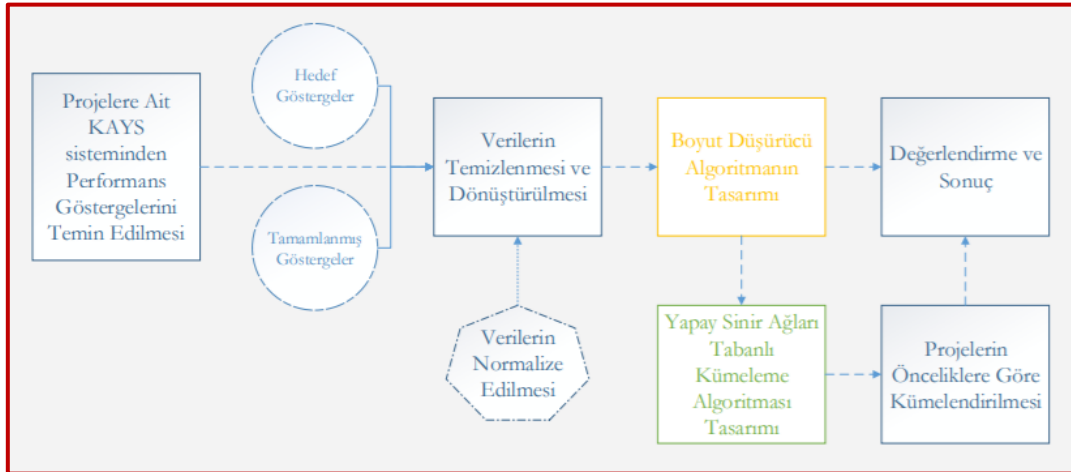 Projelere Ait
KAYS
sisteminden
Performans
Göstergelerini
Temin Edilmesi
Hedef
Göstergeler
Tamamlanmış
Göstergeler
Verilerin
Temizlenmesi ve
Dönüştürülmesi
Verilerin
Normalize
Edilmesi
Boyut Düşürücü
Algoritmanın
Tasarımı
Yapay Sinir Ağları
Tabanlı
Kümeleme
Algoritması
Tasarımı
Projelerin
Önceliklere Göre
Kümelendirilmesi
Değerlendirme ve
Sonuç